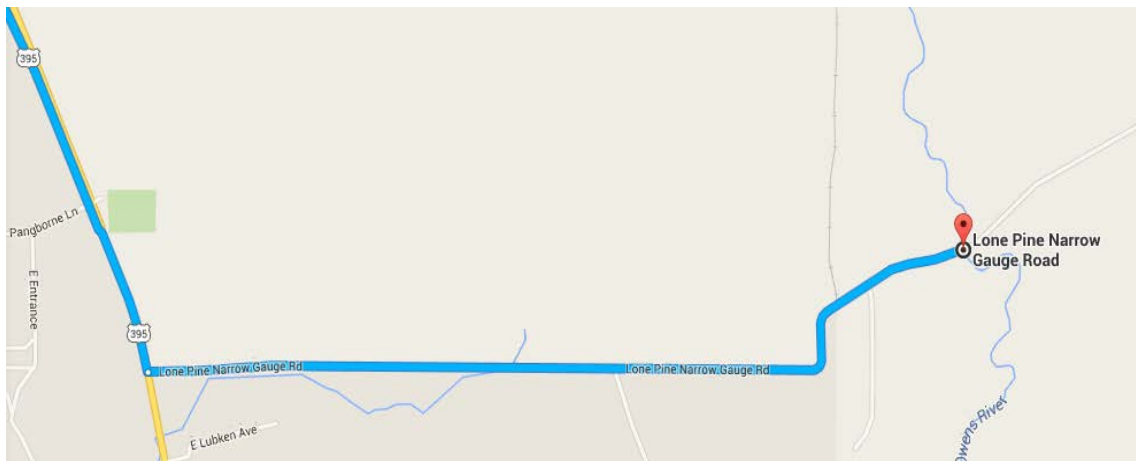 395
Pangborne Ln
E Entrance
395
Lone Pine Narrow Gauge Rd
Lone Pine Narrow Gauge Rd
E Lubken Ave
Lone Pine Narrow
Gauge Road
Owens River